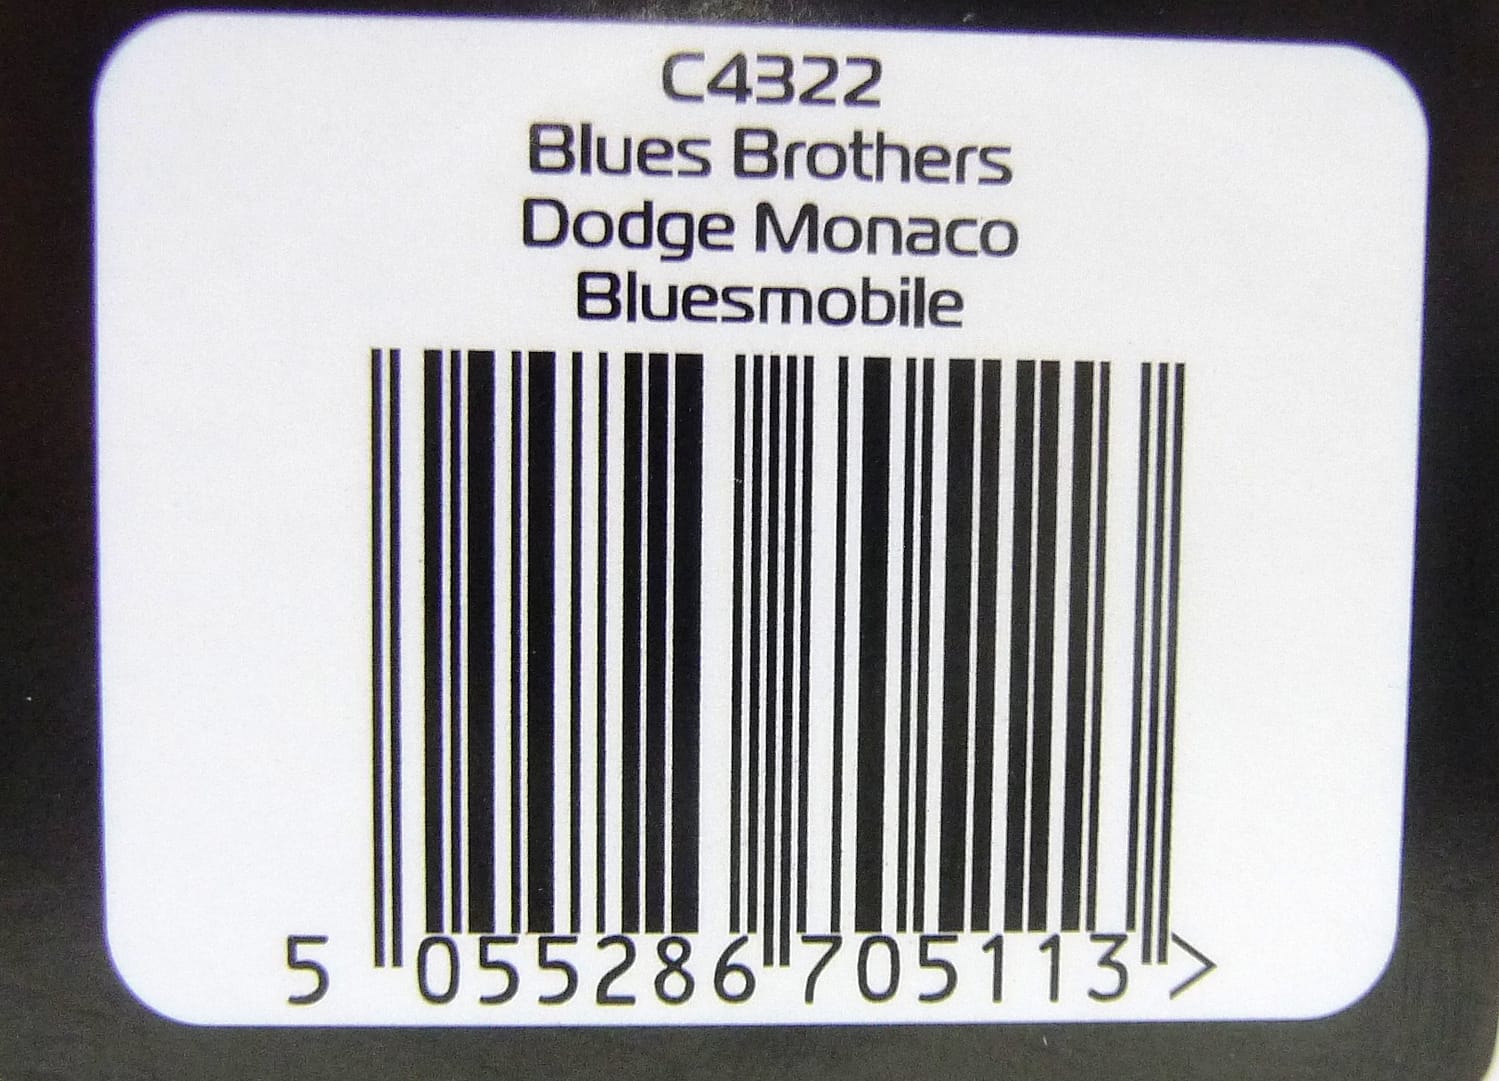 C4322
Blues Brothers
Dodge Monaco
Bluesmobile
5 055286 705113 >